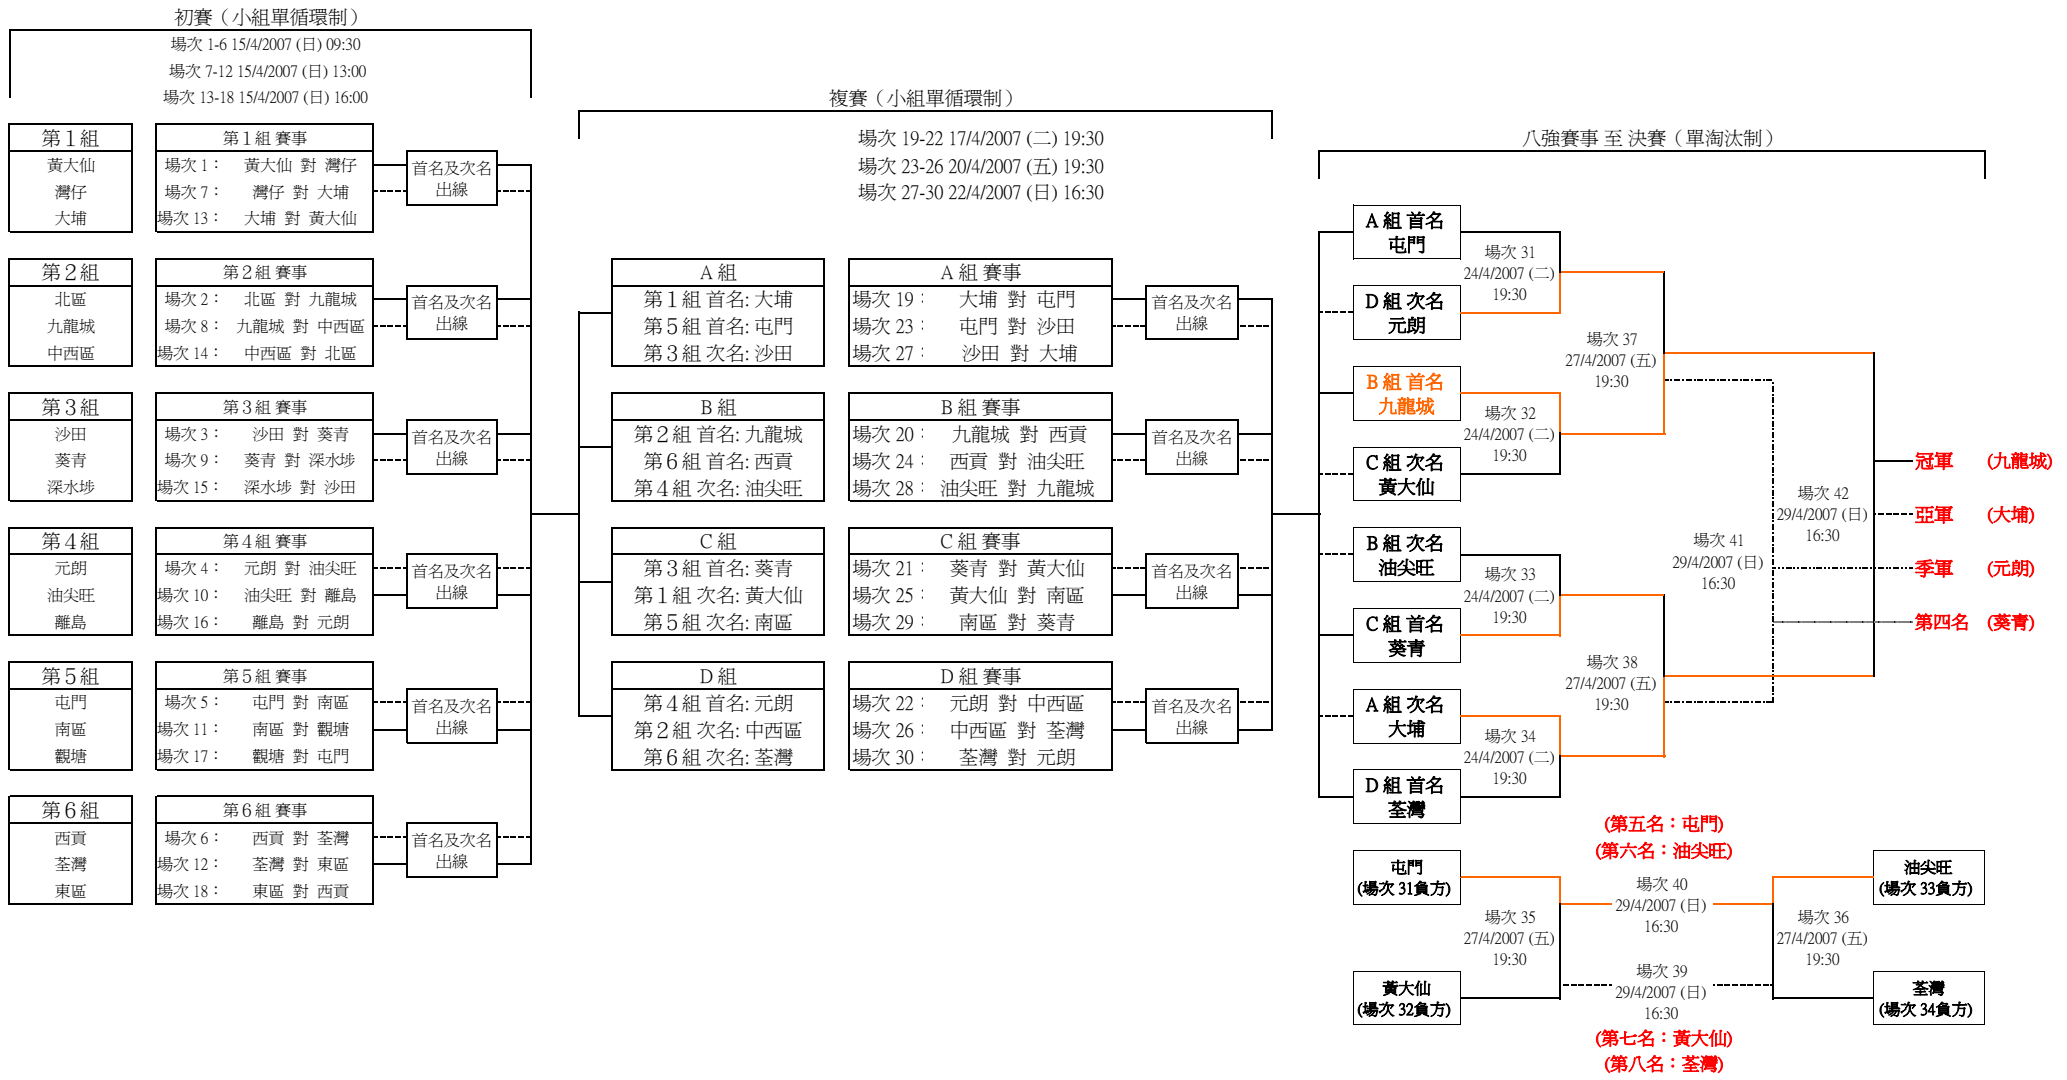 初賽（小組單循環制）
場次 1-6 15/4/2007 (日) 09:30
場次 7-12 15/4/2007 (日) 13:00
場次 13-18 15/4/2007 (日) 16:00
第1組
黃大仙
灣仔
大埔
第1組 賽事
場次 1： 黃大仙 對 灣仔
場次 7： 灣仔 對 大埔
場次 13： 大埔 對 黃大仙
首名及次名
出線
第2組
北區
九龍城
中西區
第2組 賽事
場次 2： 北區 對 九龍城
場次 8： 九龍城 對 中西區
場次 14： 中西區 對 北區
首名及次名
出線
第3組
沙田
葵青
深水埗
第3組 賽事
場次 3： 沙田 對 葵青
場次 9： 葵青 對 深水埗
場次 15： 深水埗 對 沙田
首名及次名
出線
第4組
元朗
油尖旺
離島
第4組 賽事
場次 4： 元朗 對 油尖旺
場次 10： 油尖旺 對 離島
場次 16： 離島 對 元朗
首名及次名
出線
第5組
屯門
南區
觀塘
第5組 賽事
場次 5： 屯門 對 南區
場次 11： 南區 對 觀塘
場次 17： 觀塘 對 屯門
首名及次名
出線
第6組
西貢
荃灣
東區
第6組 賽事
場次 6： 西貢 對 荃灣
場次 12： 荃灣 對 東區
場次 18： 東區 對 西貢
首名及次名
出線
複賽（小組單循環制）
場次 19-22 17/4/2007 (二) 19:30
場次 23-26 20/4/2007 (五) 19:30
場次 27-30 22/4/2007 (日) 16:30
A 組
第1組 首名: 大埔
第5組 首名: 屯門
第3組 次名: 沙田
A 組 賽事
場次 19： 大埔 對 屯門
場次 23： 屯門 對 沙田
場次 27： 沙田 對 大埔
首名及次名
出線
B 組
第2組 首名: 九龍城
第6組 首名: 西貢
第4組 次名: 油尖旺
B 組 賽事
場次 20： 九龍城 對 西貢
場次 24： 西貢 對 油尖旺
場次 28： 油尖旺 對 九龍城
首名及次名
出線
C 組
第3組 首名: 葵青
第1組 次名: 黃大仙
第5組 次名: 南區
C 組 賽事
場次 21： 葵青 對 黃大仙
場次 25： 黃大仙 對 南區
場次 29： 南區 對 葵青
首名及次名
出線
D 組
第4組 首名: 元朗
第2組 次名: 中西區
第6組 次名: 荃灣
D 組 賽事
場次 22： 元朗 對 中西區
場次 26： 中西區 對 荃灣
場次 30： 荃灣 對 元朗
首名及次名
出線
八強賽事 至 決賽（單淘汰制）
A 組 首名
屯門
場次 31
24/4/2007 (二)
19:30
D 組 次名
元朗
場次 37
27/4/2007 (五)
19:30
B 組 首名
九龍城
場次 32
24/4/2007 (二)
19:30
C 組 次名
黃大仙
B 組 次名
油尖旺
場次 33
24/4/2007 (二)
19:30
C 組 首名
葵青
場次 38
27/4/2007 (五)
19:30
A 組 次名
大埔
場次 34
24/4/2007 (二)
19:30
D 組 首名
荃灣
場次 41
29/4/2007 (日)
16:30
場次 42
29/4/2007 (日)
16:30
冠軍 (九龍城)
亞軍 (大埔)
季軍 (元朗)
第四名 (葵青)
(第五名：屯門)
(第六名：油尖旺)
屯門
(場次 31負方)
場次 35
27/4/2007 (五)
19:30
黃大仙
(場次 32負方)
場次 40
29/4/2007 (日)
16:30
場次 39
29/4/2007 (日)
16:30
油尖旺
(場次 33負方)
場次 36
27/4/2007 (五)
19:30
荃灣
(場次 34負方)
(第七名：黃大仙)
(第八名：荃灣)